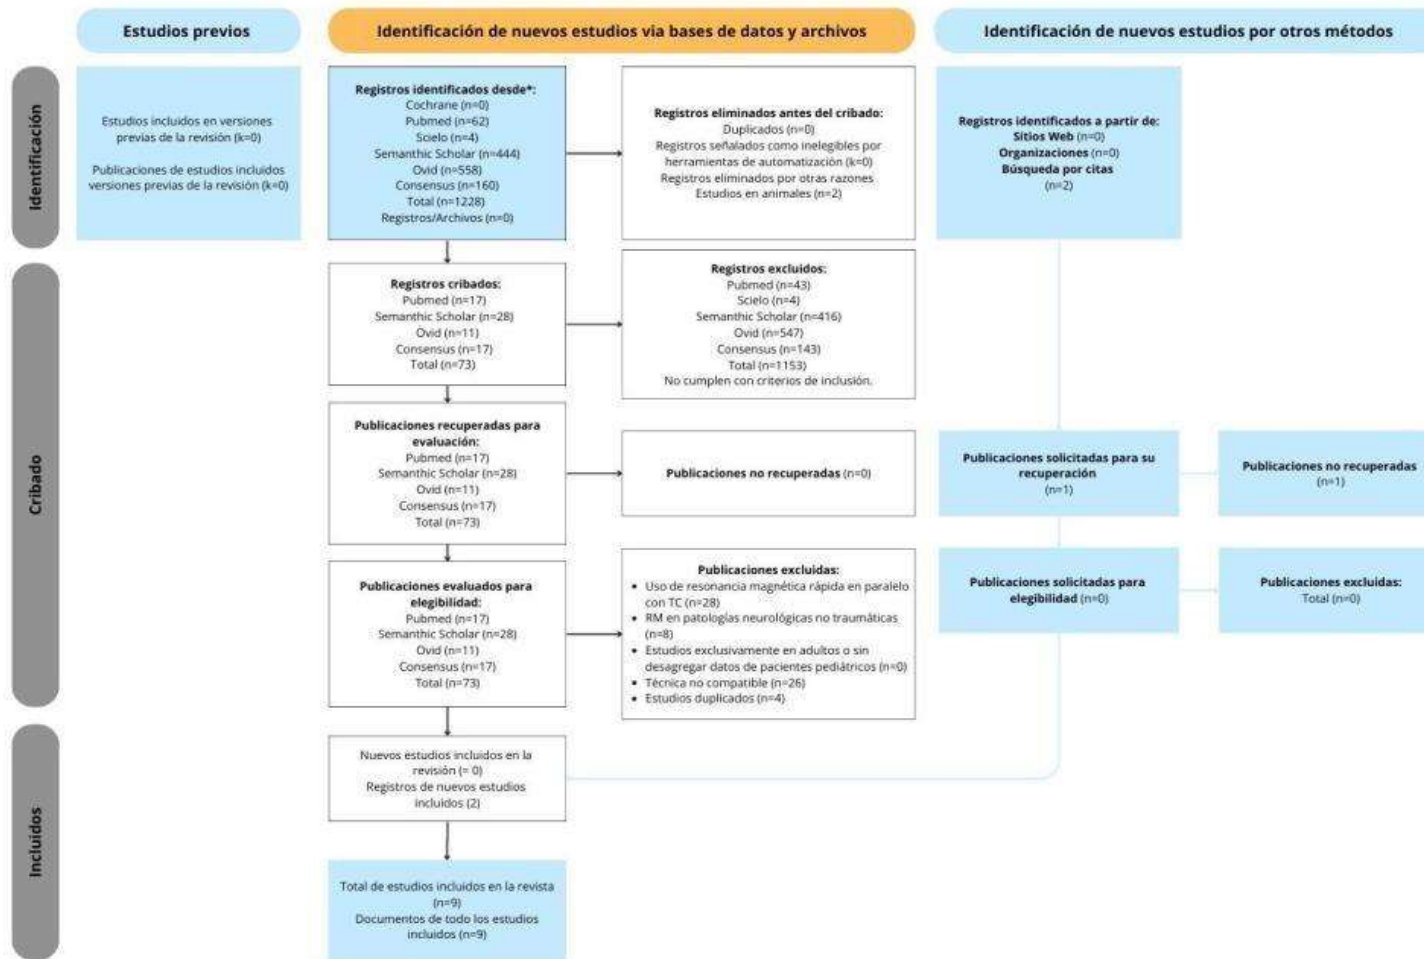 Estudios previos
Identificación de nuevos estudios via bases de datos y archivos
Identificación de nuevos estudios por otros métodos
Identificación
Estudios incluidos en versiones
previas de la revisión (k=0)
Publicaciones de estudios incluidos
versiones previas de la revisión (k=0)
Registros identificados desde*:
Cochrane (n=0)
Pubmed (n=62)
Scielo (n=4)
Semanthic Scholar (n=444)
Ovid (n=558)
Consensus (n=160)
Total (n=1228)
Registros/Archivos (n=0)
Registros eliminados antes del cribado:
Duplicados (n=0)
Registros señalados como inelegibles por
herramientas de automatización (k=0)
Registros eliminados por otras razones
Estudios en animales (n=2)
Registros identificados a partir de:
Sitios Web (n=0)
Organizaciones (n=0)
Búsqueda por citas
(n=2)
Cribado
Registros cribados:
Pubmed (n=17)
Semanthic Scholar (n=28)
Ovid (n=11)
Consensus (n=17)
Total (n=73)
Registros excluidos:
Pubmed (n=43)
Scielo (n=4)
Semanthic Scholar (n=416)
Ovid (n=547)
Consensus (n=143)
Total (n=1153)
No cumplen con criterios de inclusión.
Publicaciones recuperadas para
evaluación:
Pubmed (n=17)
Semanthic Scholar (n=28)
Ovid (n=11)
Consensus (n=17)
Total (n=73)
Publicaciones no recuperadas (n=0)
Publicaciones solicitadas para su
recuperación
(n=1)
Publicaciones no recuperadas
(n=1)
Publicaciones evaluados para
elegibilidad:
Pubmed (n=17)
Semanthic Scholar (n=28)
Ovid (n=11)
Consensus (n=17)
Total (n=73)
Publicaciones excluidas:
• Uso de resonancia magnética rápida en paralelo
con TC (n=28)
• RM en patologías neurológicas no traumáticas
(n=8)
• Estudios exclusivamente en adultos o sin
desagregar datos de pacientes pediátricos (n=0)
• Técnica no compatible (n=26)
• Estudios duplicados (n=4)
Publicaciones solicitadas para
elegibilidad (n=0)
Publicaciones excluidas:
Total (n=0)
Incluidos
Nuevos estudios incluidos en la
revisión (= 0)
Registros de nuevos estudios
incluidos (2)
Total de estudios incluidos en la revista
(n=9)
Documentos de todo los estudios
incluidos (n=9)